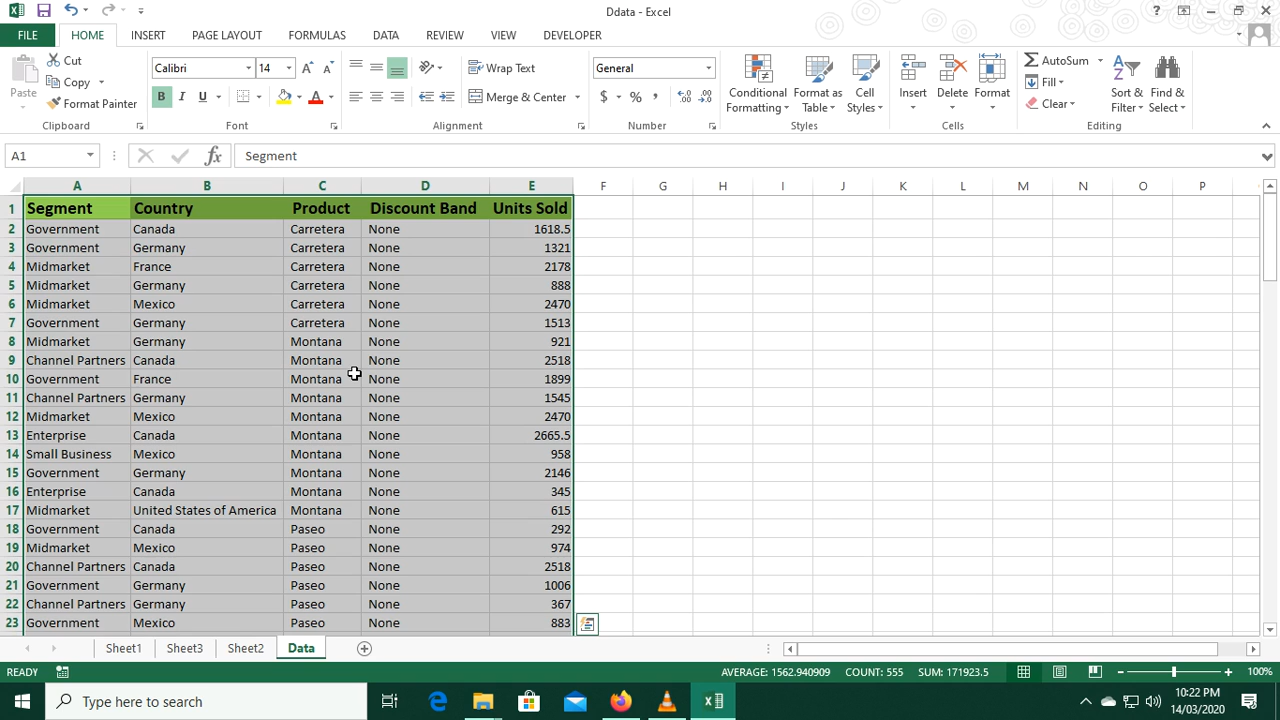 Ddata - Excel
FILE HOME INSERT PAGE LAYOUT FORMULAS DATA REVIEW VIEW DEVELOPER
Paste
Cut
Copy
Format Painter
Calibri 14
B I U
Wrap Text
Merge & Center
General
$ % ,
Conditional Formatting
Format as Table
Cell Styles
Insert Delete Format
AutoSum
Fill
Clear
Sort & Filter
Find & Select
Clipboard Font Alignment Number Styles Cells Editing
A1 fx Segment
A B C D E F G H I J K L M N O P
1 Segment Country Product Discount Band Units Sold
2 Government Canada Carretera None 1618.5
3 Government Germany Carretera None 1321
4 Midmarket France Carretera None 2178
5 Midmarket Germany Carretera None 888
6 Midmarket Mexico Carretera None 2470
7 Government Germany Carretera None 1513
8 Midmarket Germany Montana None 921
9 Channel Partners Canada Montana None 2518
10 Government France Montana None 1899
11 Channel Partners Germany Montana None 1545
12 Midmarket Mexico Montana None 2470
13 Enterprise Canada Montana None 2665.5
14 Small Business Mexico Montana None 958
15 Government Germany Montana None 2146
16 Enterprise Canada Montana None 345
17 Midmarket United States of America Montana None 615
18 Government Canada Paseo None 292
19 Midmarket Mexico Paseo None 974
20 Channel Partners Canada Paseo None 2518
21 Government Germany Paseo None 1006
22 Channel Partners Germany Paseo None 367
23 Government Mexico Paseo None 883
Sheet1 Sheet3 Sheet2 Data
READY AVERAGE: 1562.940909 COUNT: 555 SUM: 171923.5 100%
Type here to search
10:22 PM
14/03/2020